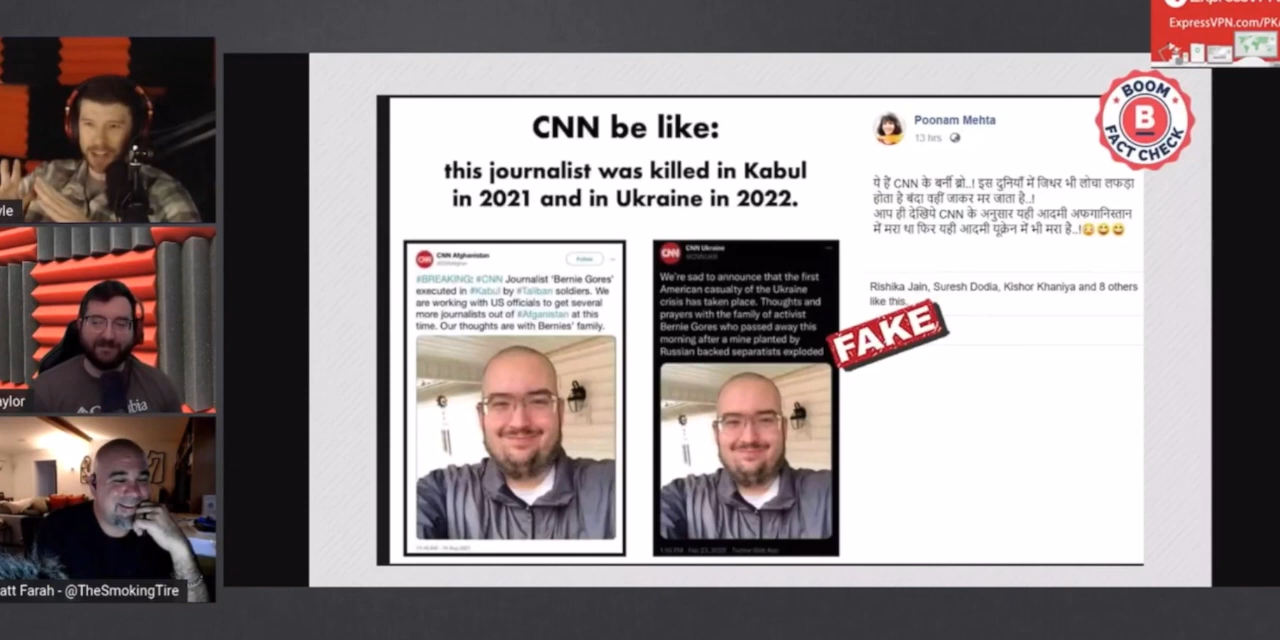 ExpressVPN.com/PKA
BOOM
B
FACT CHECK
CNN be like:
this journalist was killed in Kabul
in 2021 and in Ukraine in 2022.
Poonam Mehta
13 hrs
ये हैं CNN के बर्नी ब्रो..! इस दुनियाँ में जिधर भी लोचा लफड़ा
होता है बंदा वहीं जाकर मर जाता है..!
आप ही देखिये CNN के अनुसार यही आदमी अफगानिस्तान
में मरा था फिर यही आदमी यूक्रेन में भी मरा है..!
Rishika Jain, Suresh Dodia, Kishor Khaniya and 8 others
like this.
CNN
CNN Afghanistan
Follow
#BREAKING: #CNN Journalist 'Bernie Gores'
executed in #Kabul by #Taliban soldiers. We
are working with US officials to get several
more journalists out of #Afganistan at this
time. Our thoughts are with Bernies' family.
CNN
CNN Ukraine
We're sad to announce that the first
American casualty of the Ukraine
crisis has taken place. Thoughts and
prayers with the family of activist
Bernie Gores who passed away this
morning after a mine planted by
Russian backed separatists exploded
FAKE
yle
aylor
att Farah - @TheSmokingTire